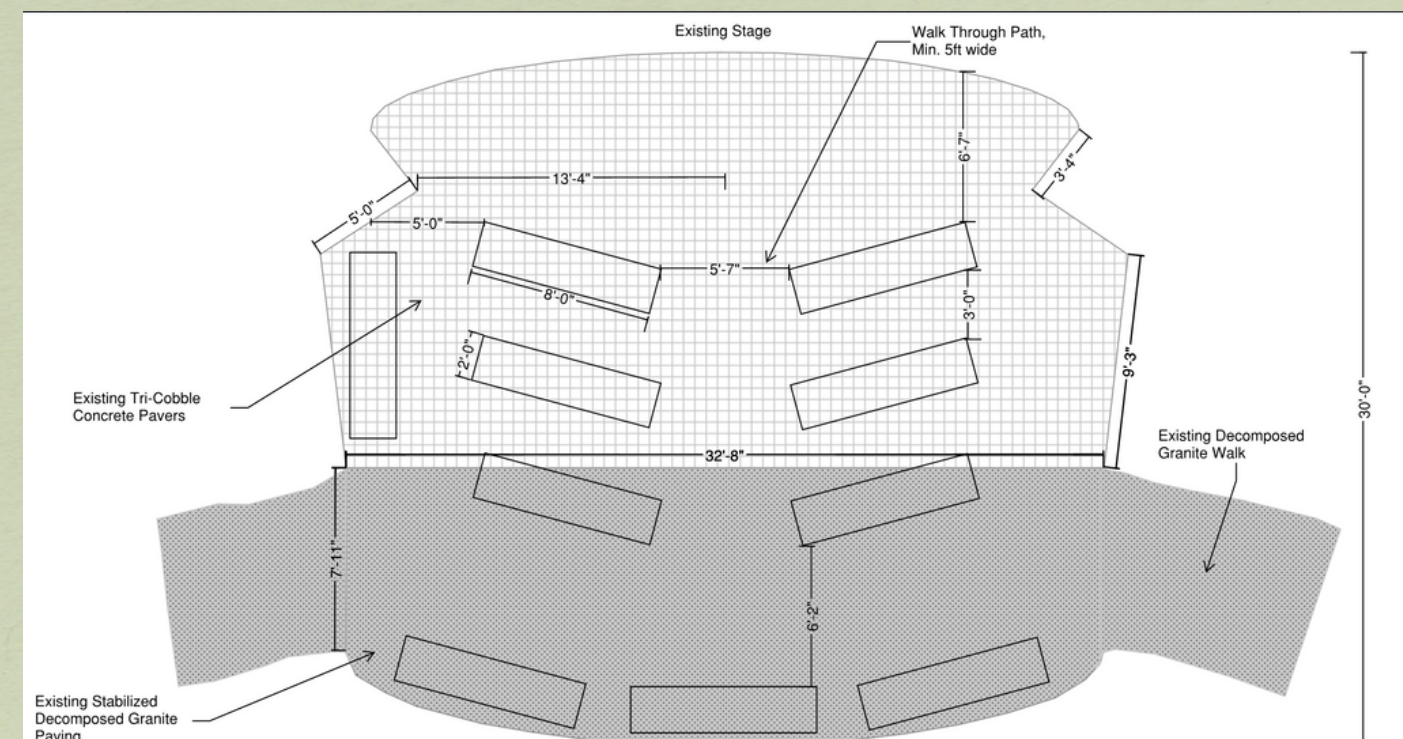 Existing Stage
Walk Through Path,
Min. 5ft wide
6'-7"
3'-4"
13'-4"
5'-0"
5'-0"
5'-7"
8'-0"
3'-0"
2'-0"
9'-3"
30'-0"
Existing Tri-Cobble
Concrete Pavers
32'-8"
Existing Decomposed
Granite Walk
7'-11"
6'-2"
Existing Stabilized
Decomposed Granite
Paving